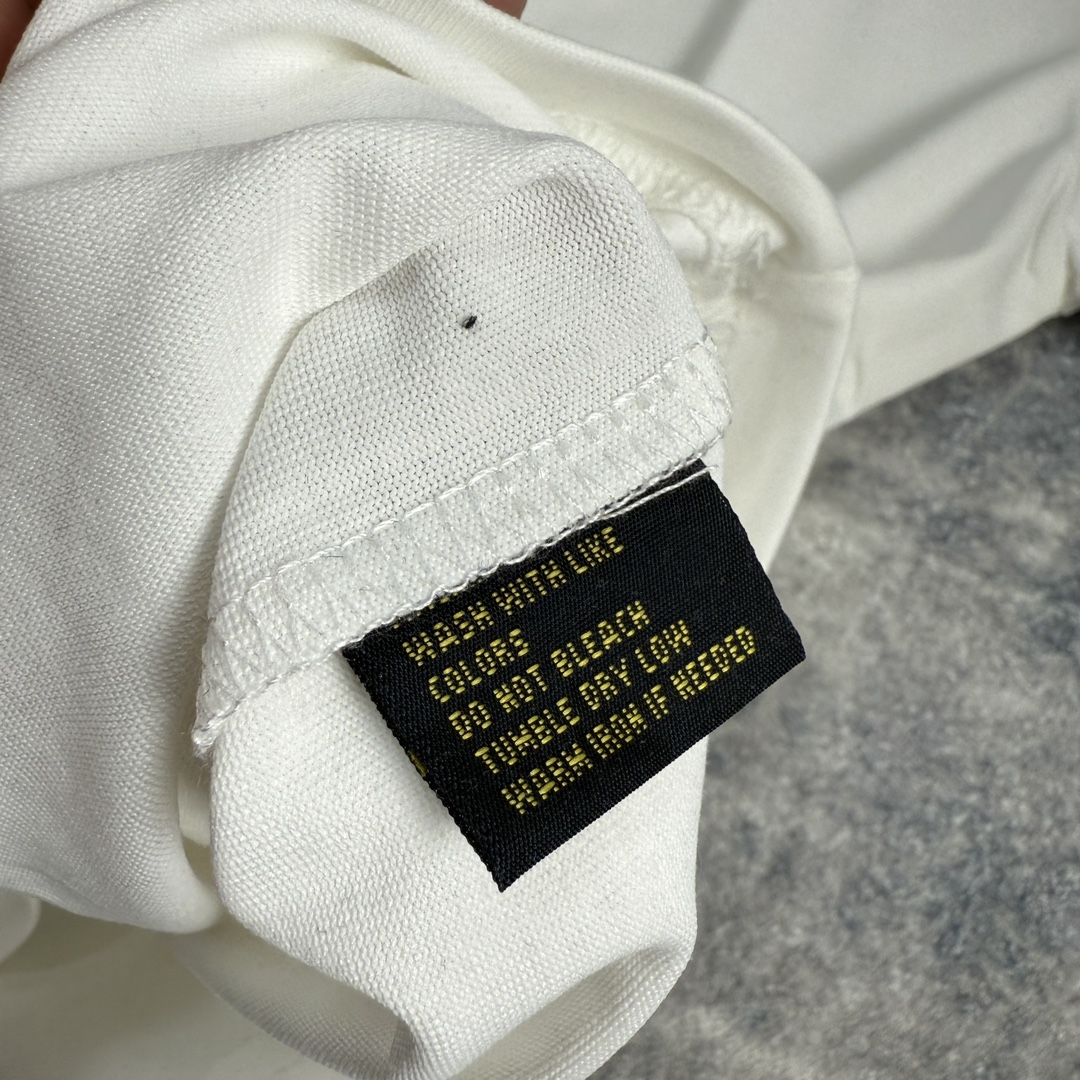 WASH WITH LIKE
COLORS
DO NOT BLEACH
TUMBLE DRY LOW
WARM IRON IF NEEDED